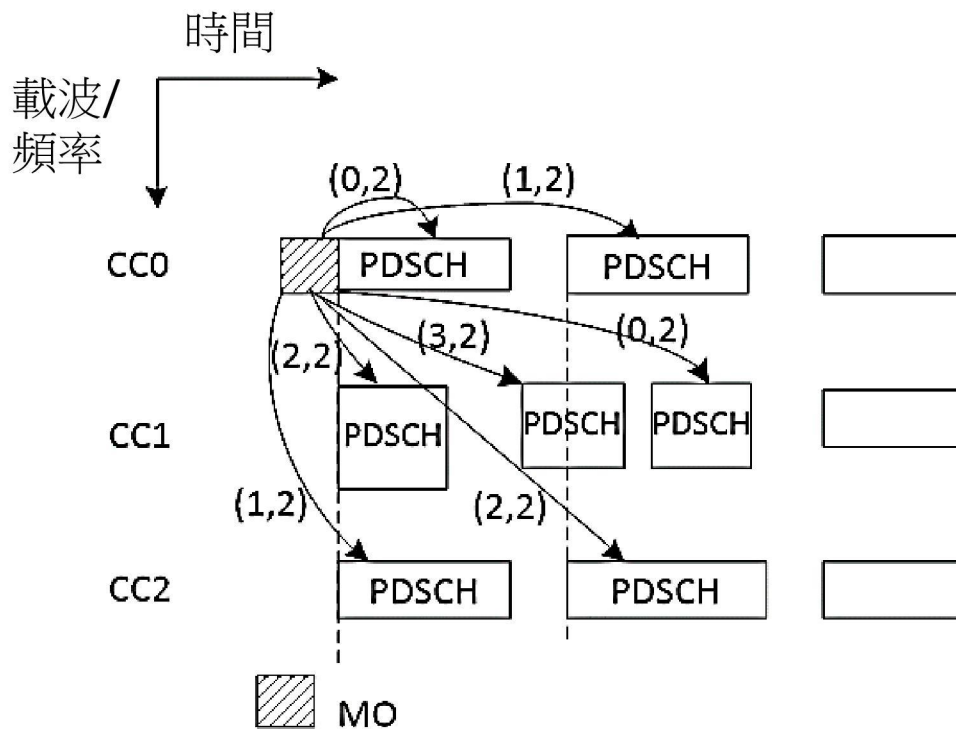 時間
載波/
頻率
(0,2)
(1,2)
CC0
PDSCH
PDSCH
(2,2)
(3,2)
(0,2)
CC1
PDSCH
PDSCH
PDSCH
(1,2)
(2,2)
CC2
PDSCH
PDSCH
MO